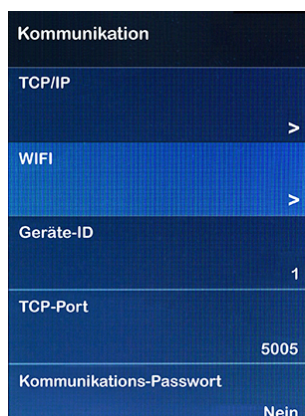 Kommunikation
TCP/IP
>
WIFI
>
Geräte-ID
1
TCP-Port
5005
Kommunikations-Passwort
Nein